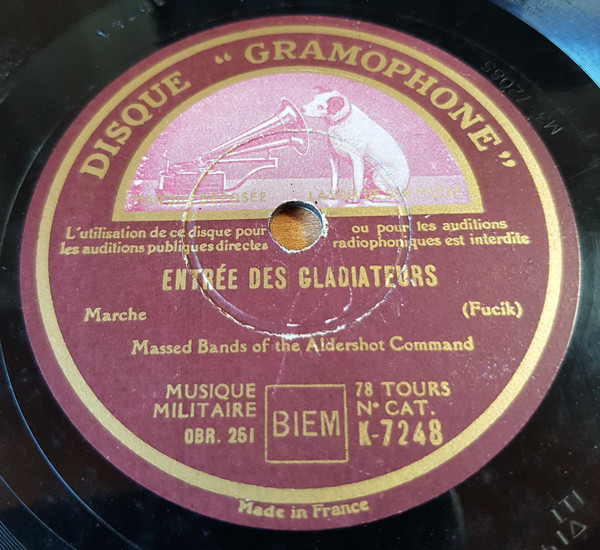 DISQUE "GRAMOPHONE"
L'utilisation de ce disque pour ou pour les auditions
les auditions publiques directes radiophoniques est interdite
ENTRÉE DES GLADIATEURS
Marche (Fucik)
Massed Bands of the Aldershot Command
MUSIQUE
MILITAIRE
OBR. 251
BIEM
78 TOURS
Nº CAT.
K-7248
Made in France